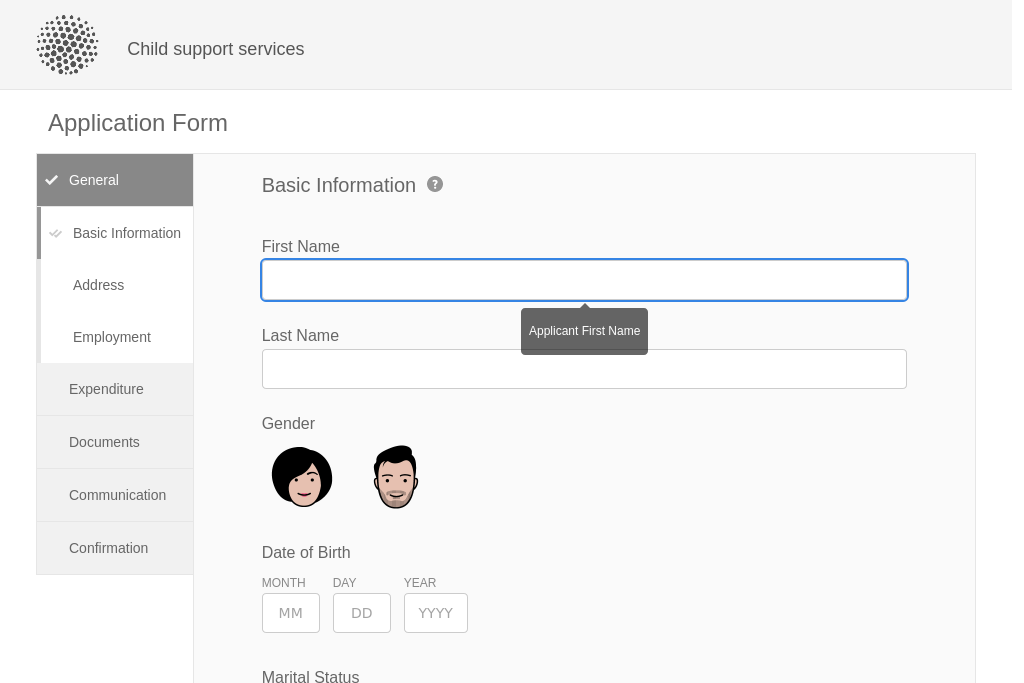 Child support services
Application Form
General
Basic Information
Address
Employment
Expenditure
Documents
Communication
Confirmation
Basic Information ?
First Name
Applicant First Name
Last Name
Gender
Date of Birth
MONTH DAY YEAR
MM DD YYYY
Marital Status